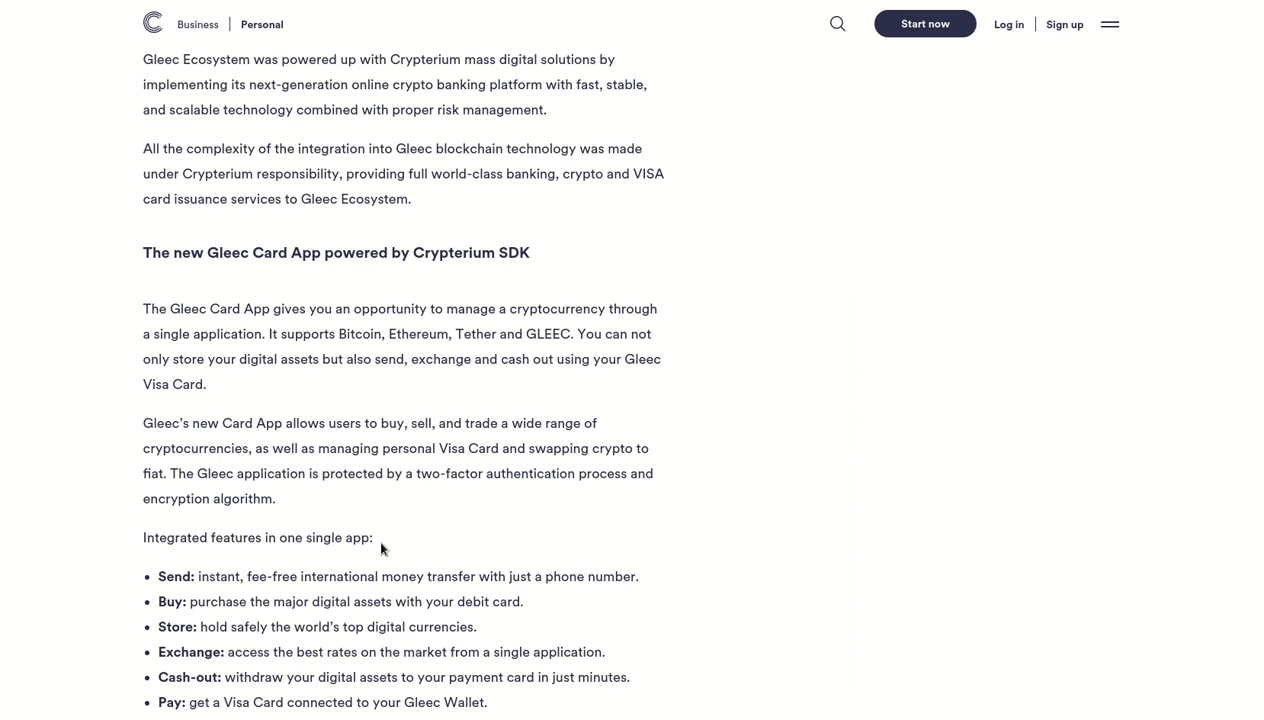 Business
Personal
Start now
Log in
Sign up
Gleec Ecosystem was powered up with Crypterium mass digital solutions by
implementing its next-generation online crypto banking platform with fast, stable,
and scalable technology combined with proper risk management.
All the complexity of the integration into Gleec blockchain technology was made
under Crypterium responsibility, providing full world-class banking, crypto and VISA
card issuance services to Gleec Ecosystem.
The new Gleec Card App powered by Crypterium SDK
The Gleec Card App gives you an opportunity to manage a cryptocurrency through
a single application. It supports Bitcoin, Ethereum, Tether and GLEEC. You can not
only store your digital assets but also send, exchange and cash out using your Gleec
Visa Card.
Gleec’s new Card App allows users to buy, sell, and trade a wide range of
cryptocurrencies, as well as managing personal Visa Card and swapping crypto to
fiat. The Gleec application is protected by a two-factor authentication process and
encryption algorithm.
Integrated features in one single app:
• Send: instant, fee-free international money transfer with just a phone number.
• Buy: purchase the major digital assets with your debit card.
• Store: hold safely the world’s top digital currencies.
• Exchange: access the best rates on the market from a single application.
• Cash-out: withdraw your digital assets to your payment card in just minutes.
• Pay: get a Visa Card connected to your Gleec Wallet.